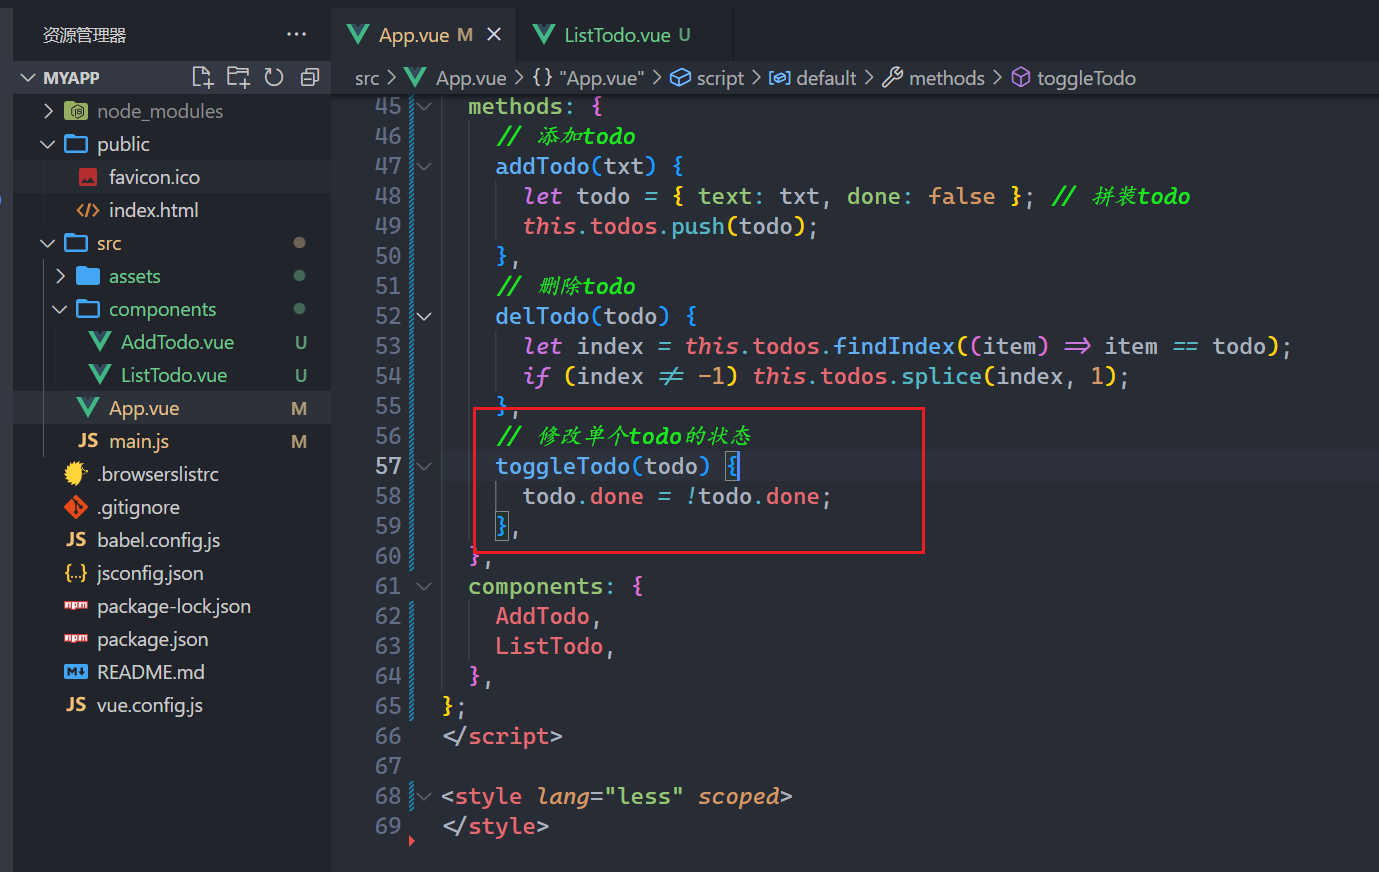 资源管理器
MYAPP
node_modules
public
favicon.ico
index.html
src
assets
components
AddTodo.vue U
ListTodo.vue U
App.vue M
JS main.js M
.browserslistrc
.gitignore
JS babel.config.js
{..} jsconfig.json
npm package-lock.json
npm package.json
README.md
JS vue.config.js
App.vue M
ListTodo.vue U
src > App.vue > {} "App.vue" > script > default > methods > toggleTodo
45 methods: {
46 // 添加todo
47 addTodo(txt) {
48 let todo = { text: txt, done: false }; // 拼装todo
49 this.todos.push(todo);
50 },
51 // 删除todo
52 delTodo(todo) {
53 let index = this.todos.findIndex((item) => item == todo);
54 if (index != -1) this.todos.splice(index, 1);
55 },
56 // 修改单个todo的状态
57 toggleTodo(todo) {
58 todo.done = !todo.done;
59 },
60 },
61 components: {
62 AddTodo,
63 ListTodo,
64 },
65 };
66 </script>
67
68 <style lang="less" scoped>
69 </style>